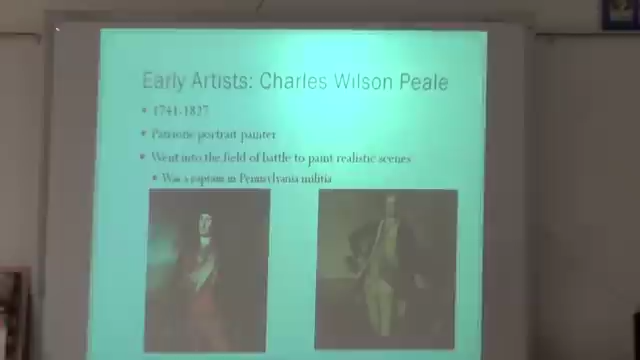 Early Artists: Charles Wilson Peale
1741-1827
Patriotic portrait painter
Went into the field of battle to paint realistic scenes
Was a captain in Pennsylvania militia